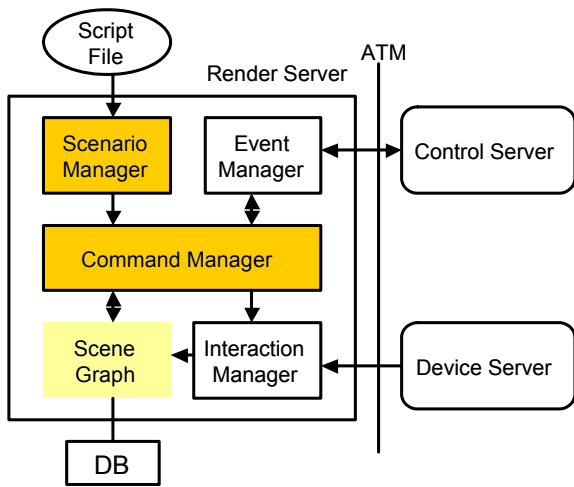 Script
File
Render Server
ATM
Scenario
Manager
Event
Manager
Control Server
Command Manager
Scene
Graph
Interaction
Manager
Device Server
DB